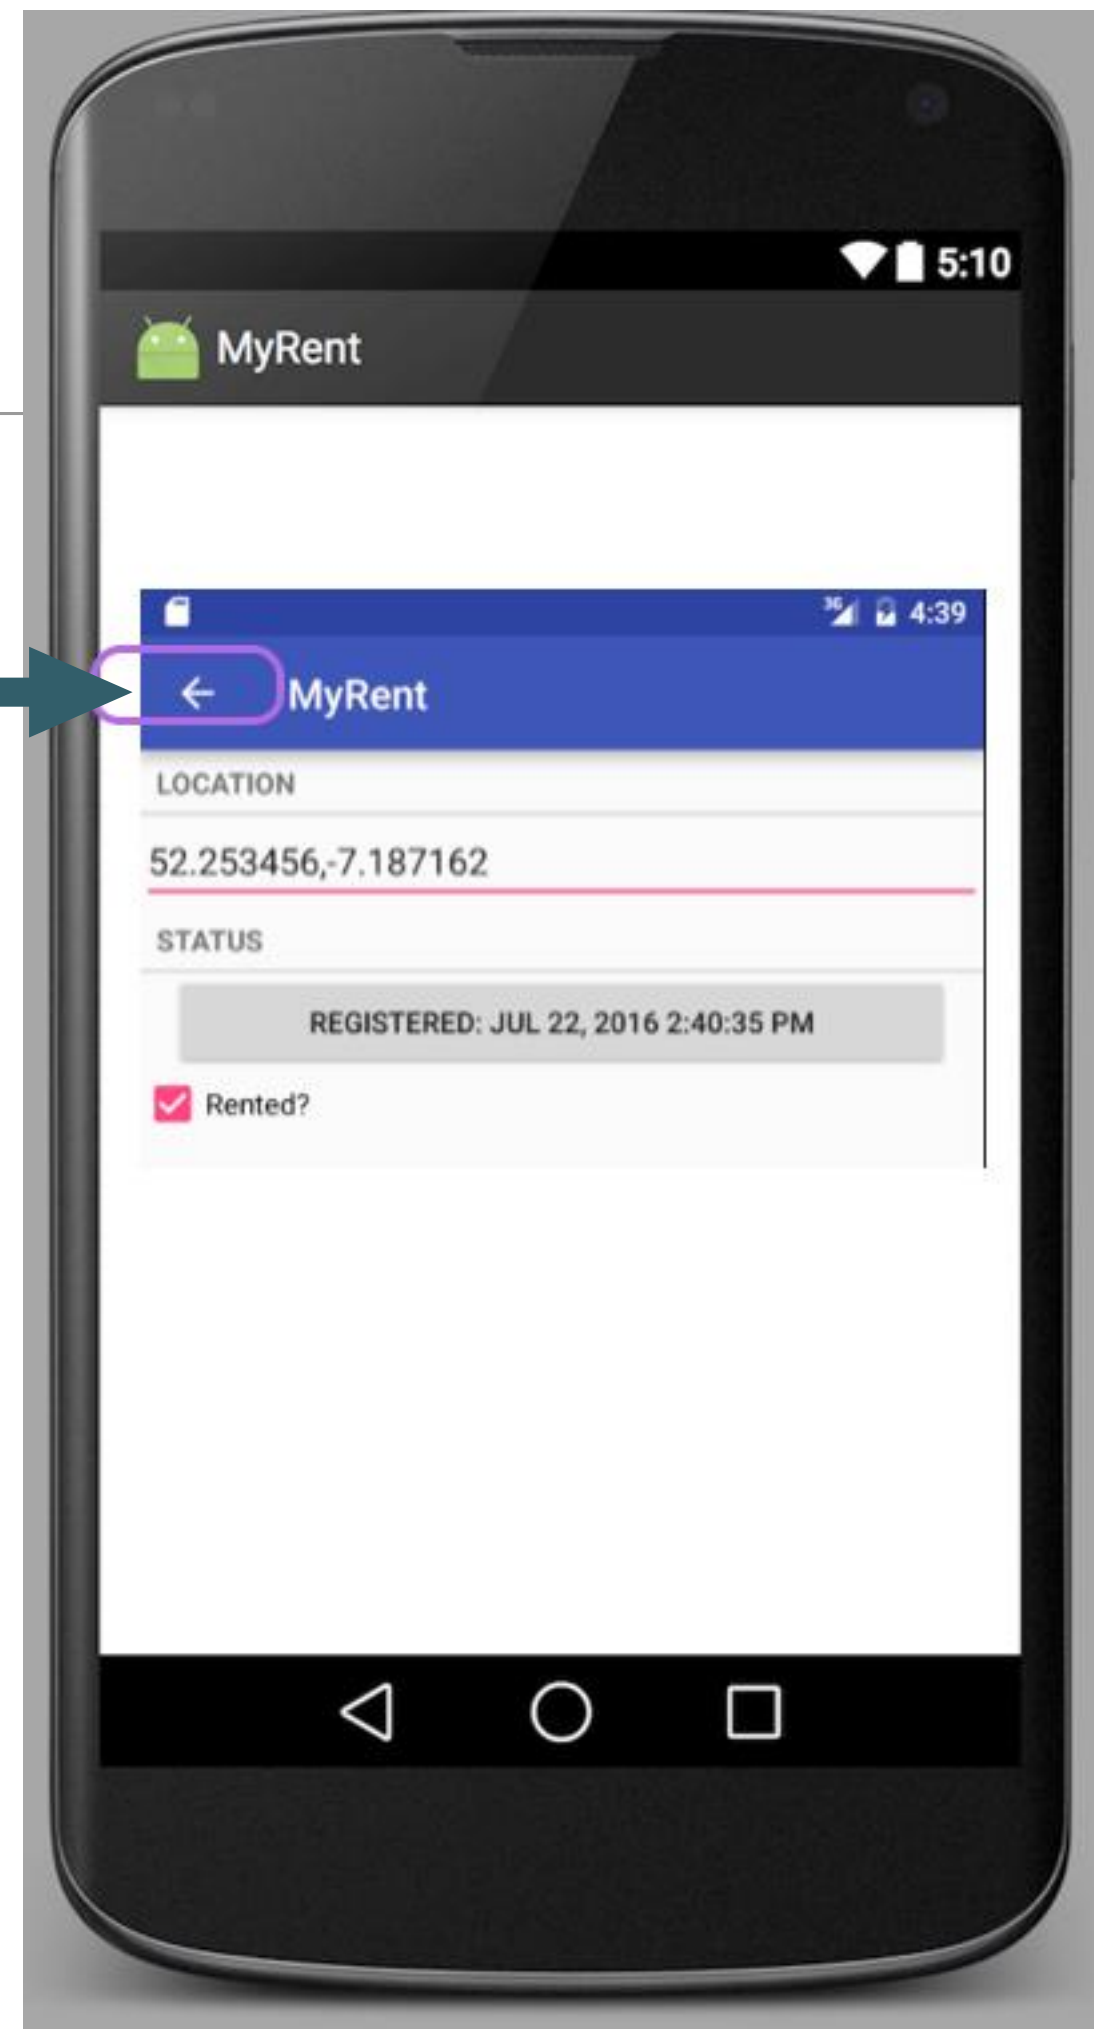 5:10
MyRent
3G 4:39
MyRent
LOCATION
52.253456,-7.187162
STATUS
REGISTERED: JUL 22, 2016 2:40:35 PM
Rented?